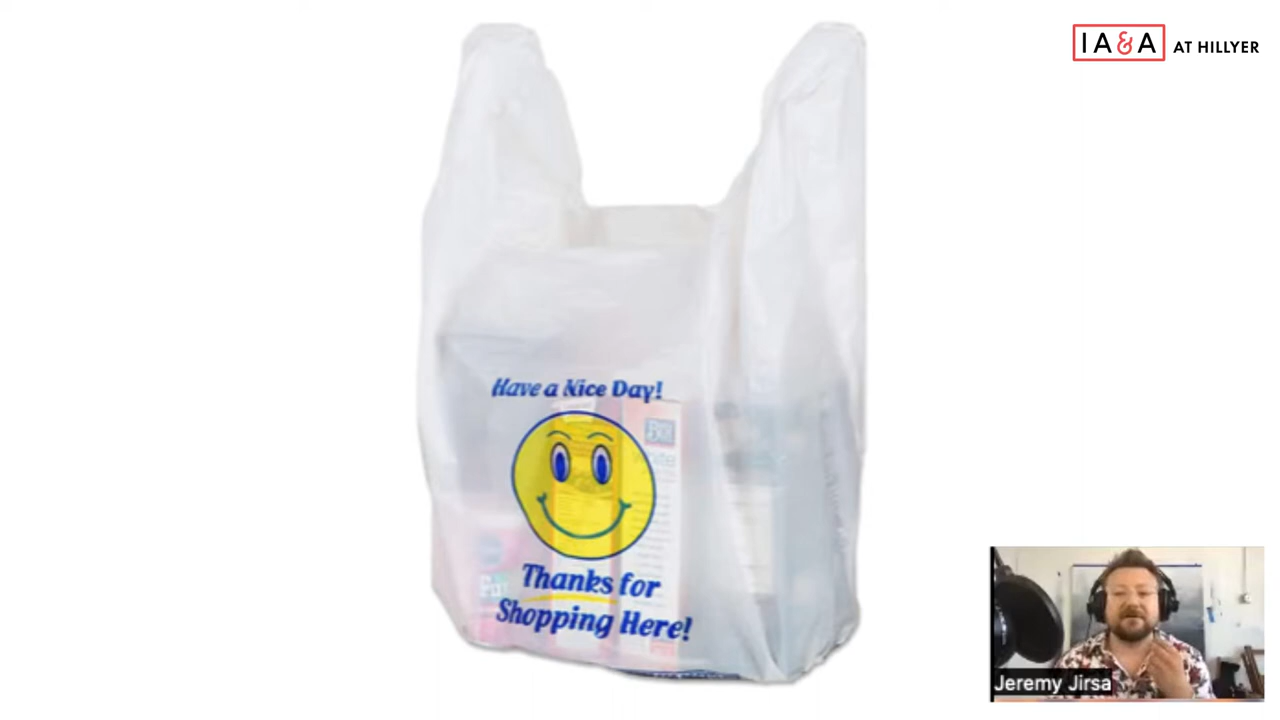 IA&A AT HILLYER
Have a Nice Day!
Thanks for
Shopping Here!
Jeremy Jirsa